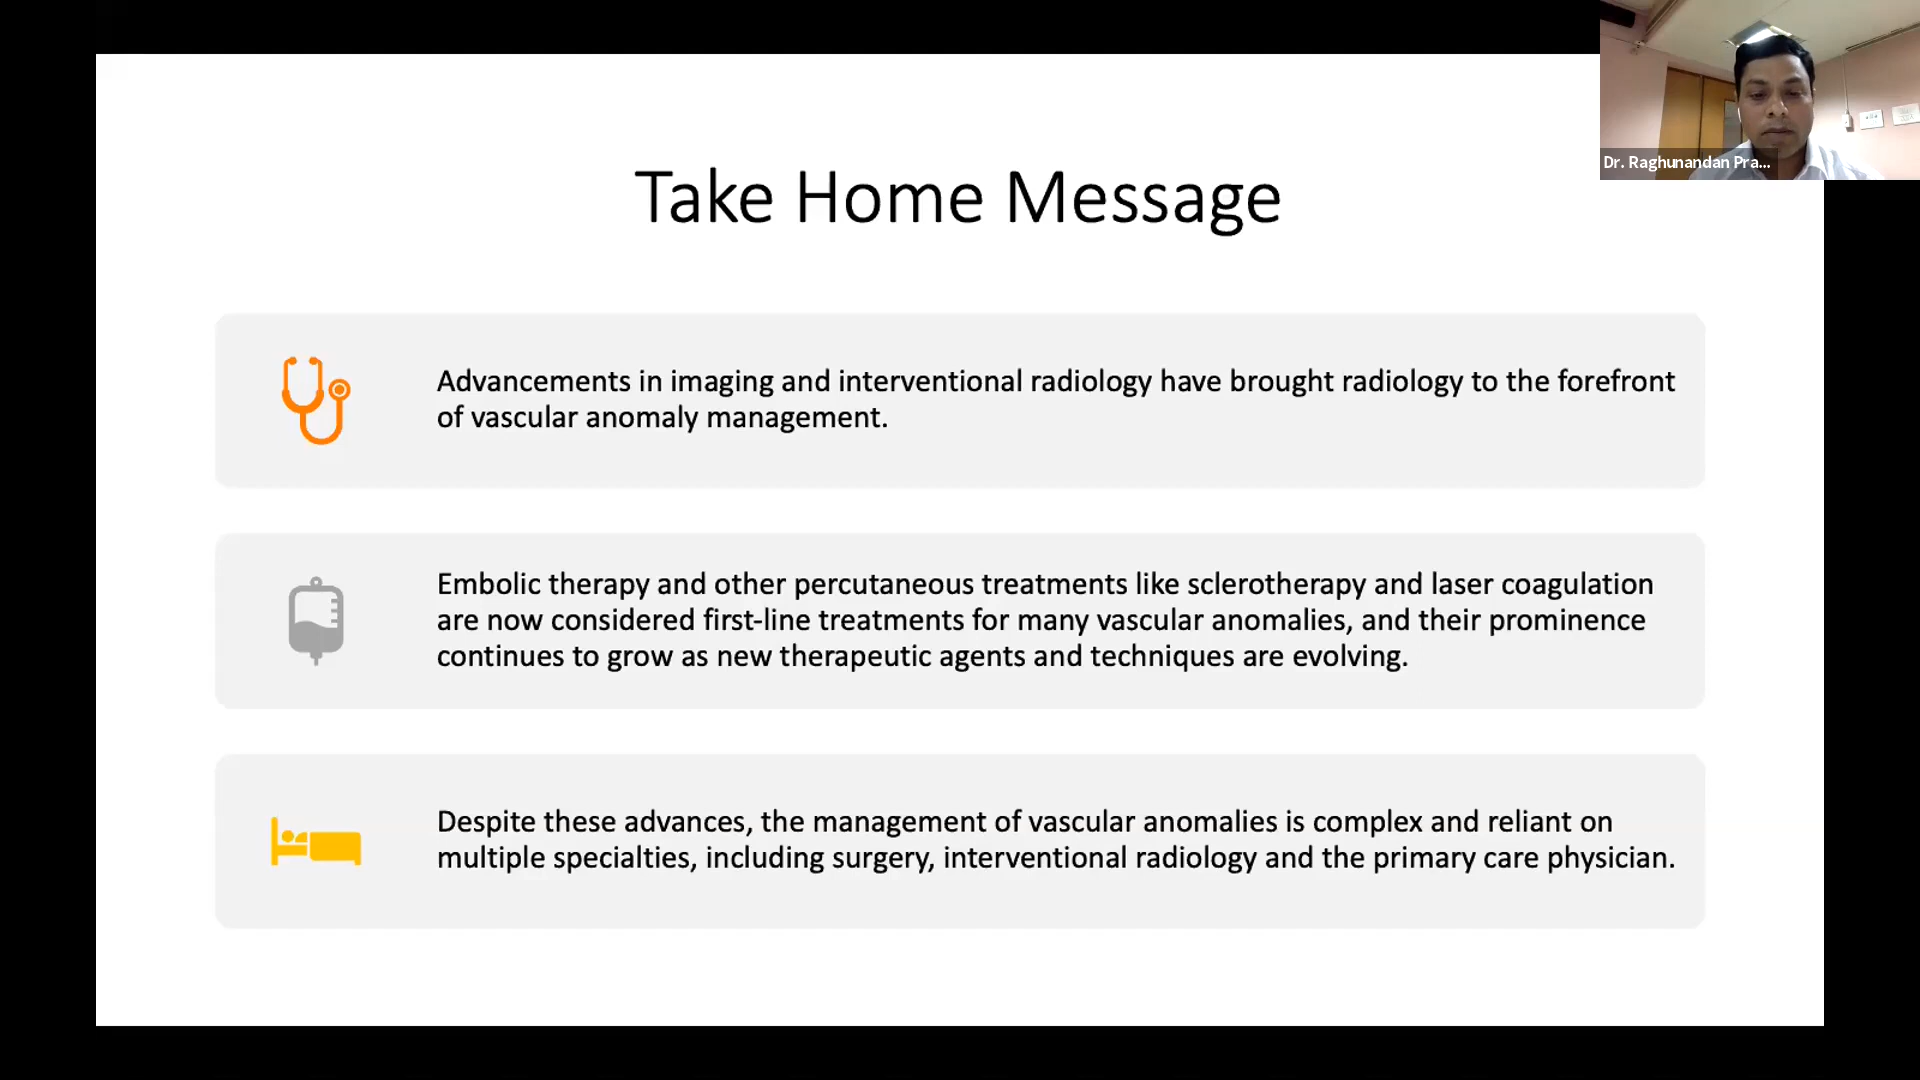 Dr. Raghunandan Pra...
Take Home Message
Advancements in imaging and interventional radiology have brought radiology to the forefront
of vascular anomaly management.
Embolic therapy and other percutaneous treatments like sclerotherapy and laser coagulation
are now considered first-line treatments for many vascular anomalies, and their prominence
continues to grow as new therapeutic agents and techniques are evolving.
Despite these advances, the management of vascular anomalies is complex and reliant on
multiple specialties, including surgery, interventional radiology and the primary care physician.